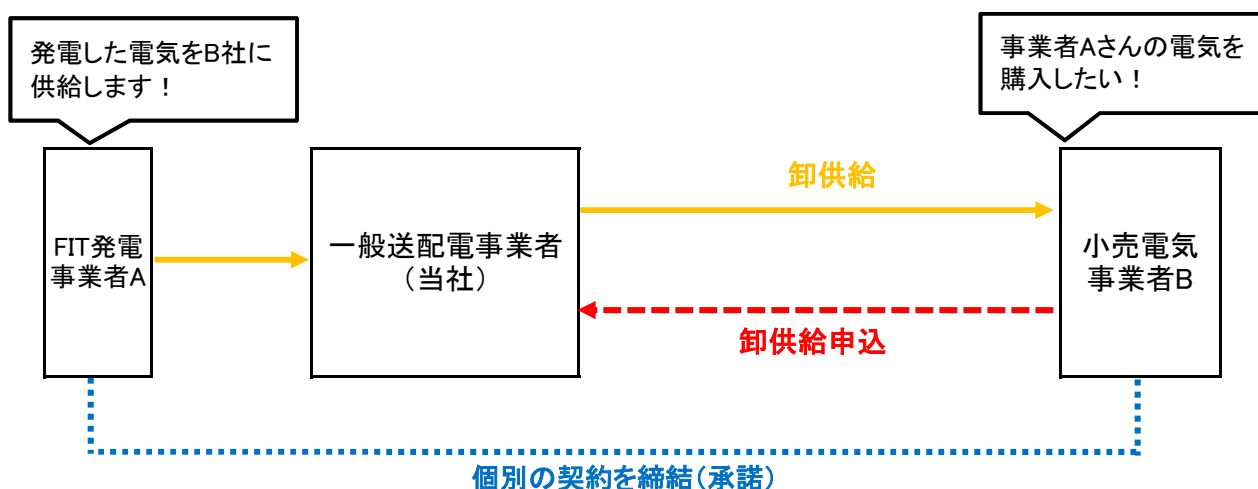 発電した電気をB社に
供給します！
事業者Aさんの電気を
購入したい！
卸供給
FIT発電
事業者A
一般送配電事業者
（当社）
小売電気
事業者B
卸供給申込
個別の契約を締結（承諾）